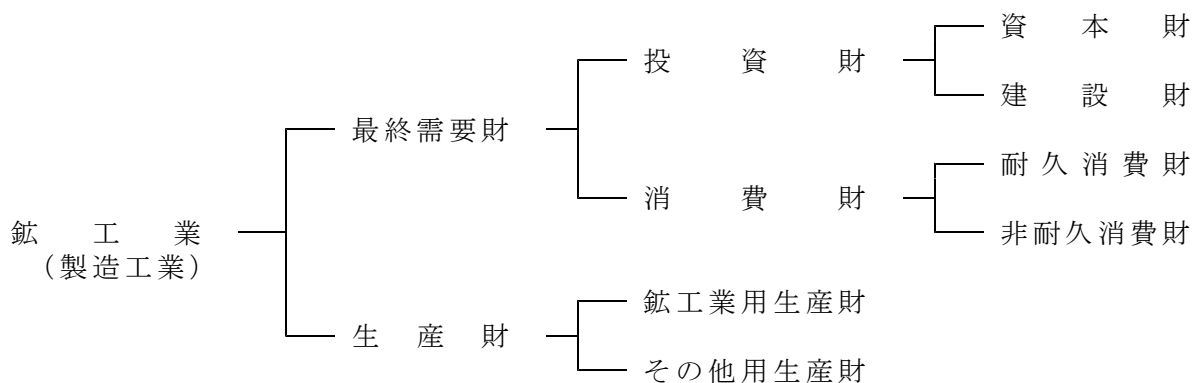 資本財
投資財
建設財
最終需要財
耐久消費財
消費財
非耐久消費財
鉱工業
（製造工業）
鉱工業用生産財
生産財
その他用生産財